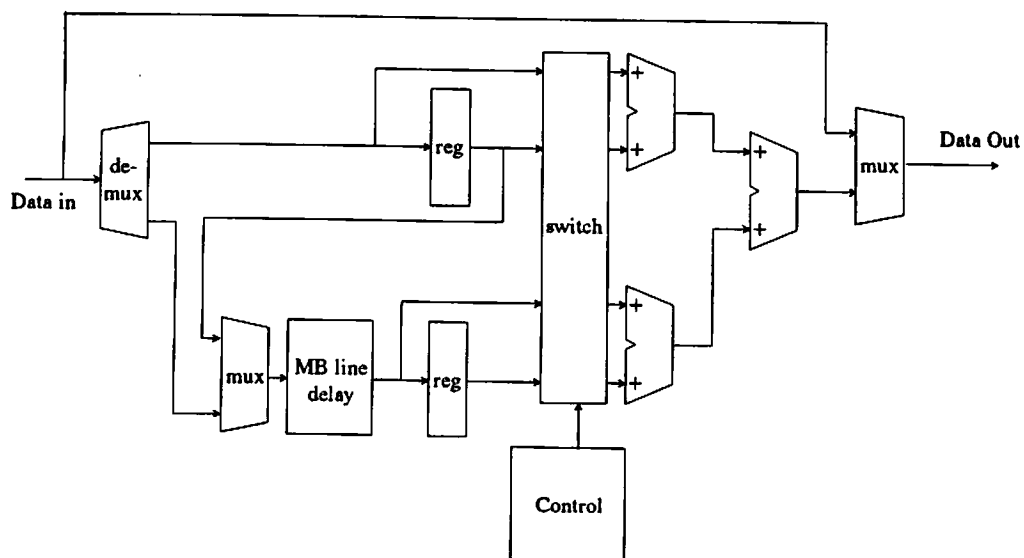 Data in
de-
mux
reg
mux
MB line
delay
reg
switch
Control
+
+
+
+
+
+
mux
Data Out